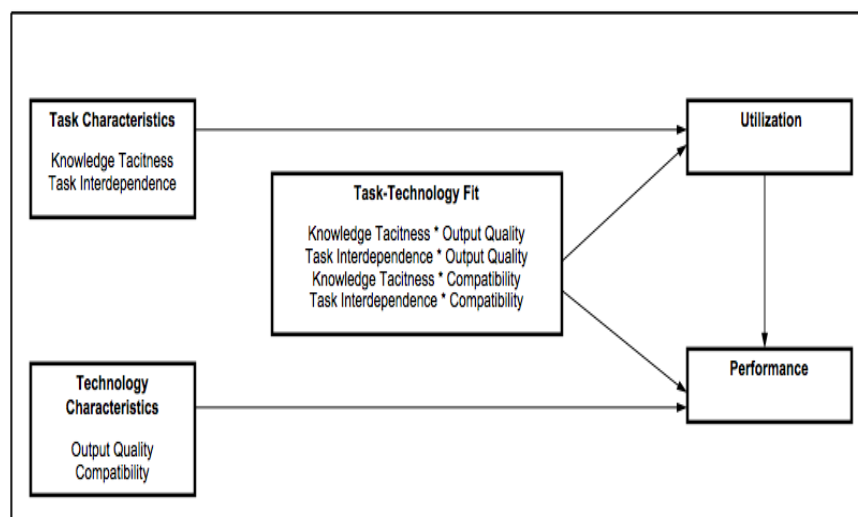 Task Characteristics
Knowledge Tacitness
Task Interdependence
Utilization
Task-Technology Fit
Knowledge Tacitness * Output Quality
Task Interdependence * Output Quality
Knowledge Tacitness * Compatibility
Task Interdependence * Compatibility
Technology
Characteristics
Output Quality
Compatibility
Performance